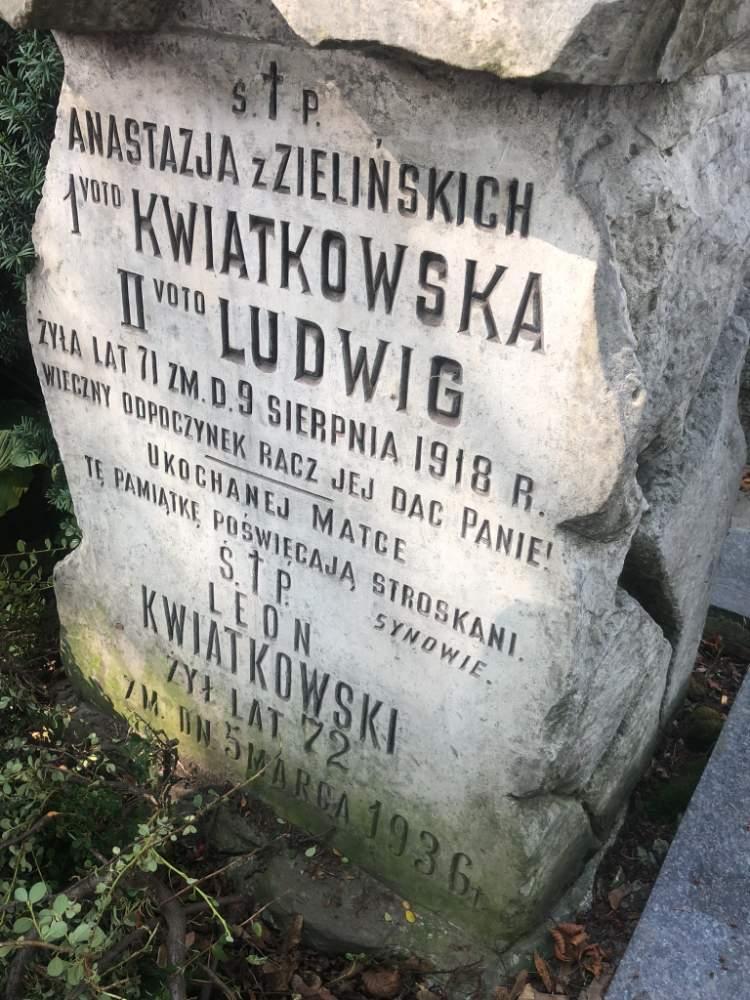 Ś.†P.
ANASTAZJA z ZIELIŃSKICH
1 VOTO KWIATKOWSKA
II VOTO LUDWIG
ŻYŁA LAT 71 ZM. D. 9 SIERPNIA 1918 R.
WIECZNY ODPOCZYNEK RACZ JEJ DAC PANIE!
UKOCHANEJ MATCE
TĘ PAMIĄTKĘ POŚWIĘCAJĄ STROSKANI.
SYNOWIE.
Ś.†P.
LEON
KWIATKOWSKI
ŻYŁ LAT 72
ZM. DN. 5 MARCA 1936 r.